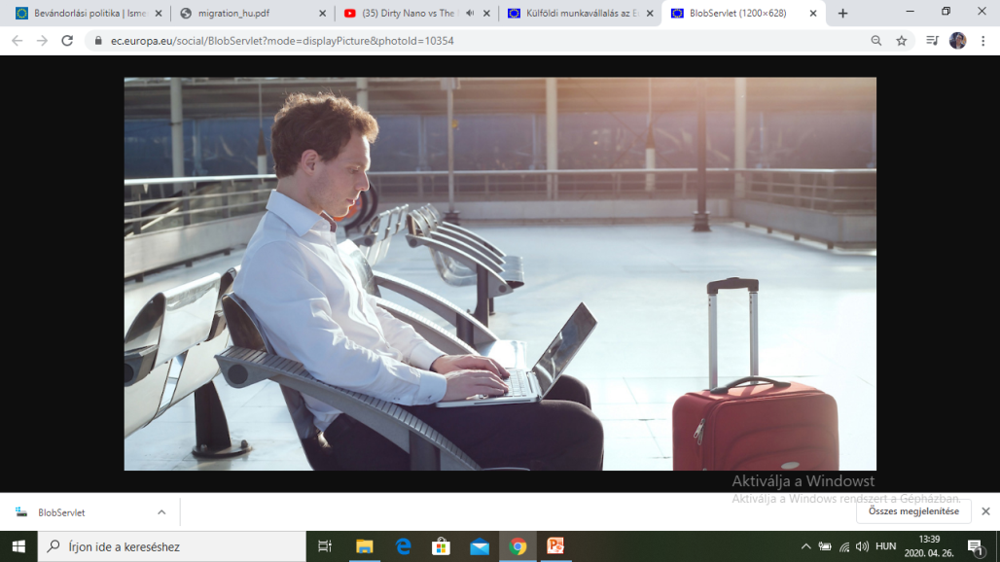 Bevándorlási politika | Isme
migration_hu.pdf
(35) Dirty Nano vs The
Külföldi munkavállalás az E
BlobServlet (1200×628)
ec.europa.eu/social/BlobServlet?mode=displayPicture&photoId=10354
Aktiválja a Windowst
Aktiválja a Windows rendszert a Gépházban.
BlobServlet
Összes megjelenítése
Írjon ide a kereséshez
HUN
13:39
2020. 04. 26.
1